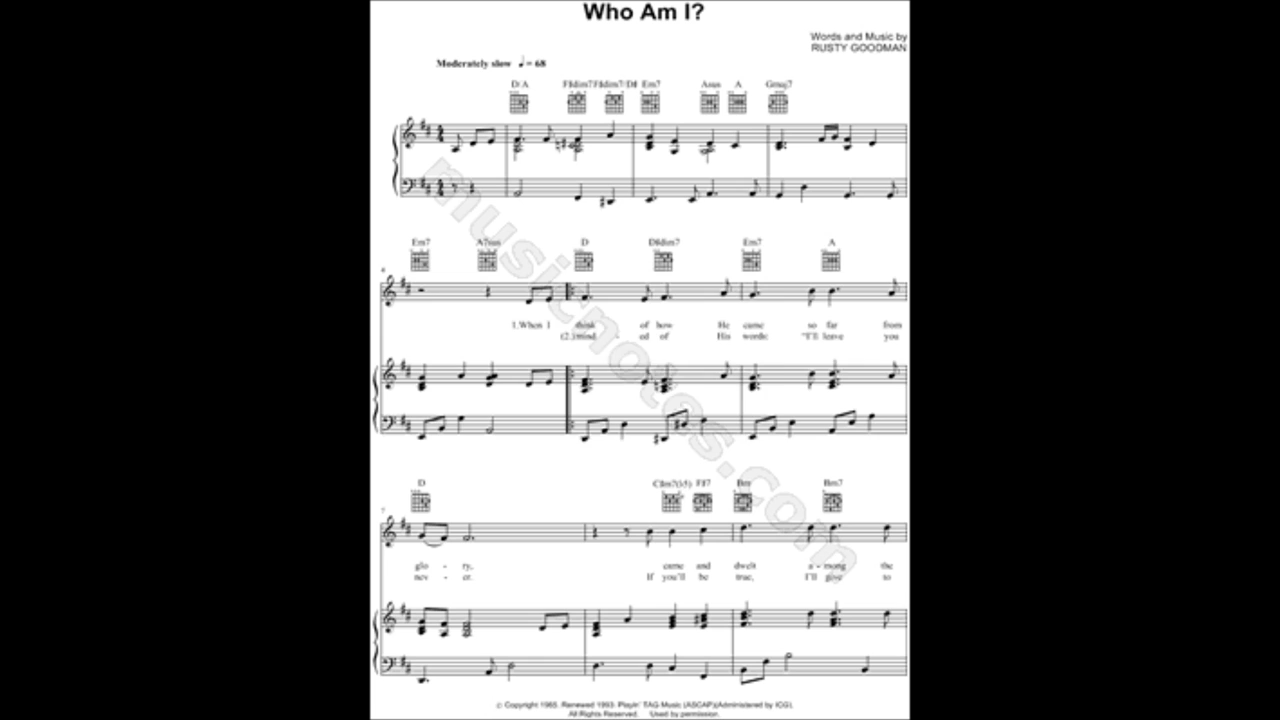 Who Am I?
Words and Music by
RUSTY GOODMAN
Moderately slow ♩ = 68
D/A F♯dim7 F♯dim7/D♯ Em7 Asus A Gmaj7
Em7 A7sus D D♯dim7 Em7 A
4
1.When I think of how He came so far from
(2.)mind - ed of His words: "I'll leave you
D C♯m7(♭5) F♯7 Bm Bm7
7
glo - ry, came and dwelt a - mong the
nev - er. If you'll be true, I'll give to
musicnotes.com
© Copyright 1965. Renewed 1993. Playin' TAG Music (ASCAP)(Administered by ICG).
All Rights Reserved. Used by permission.